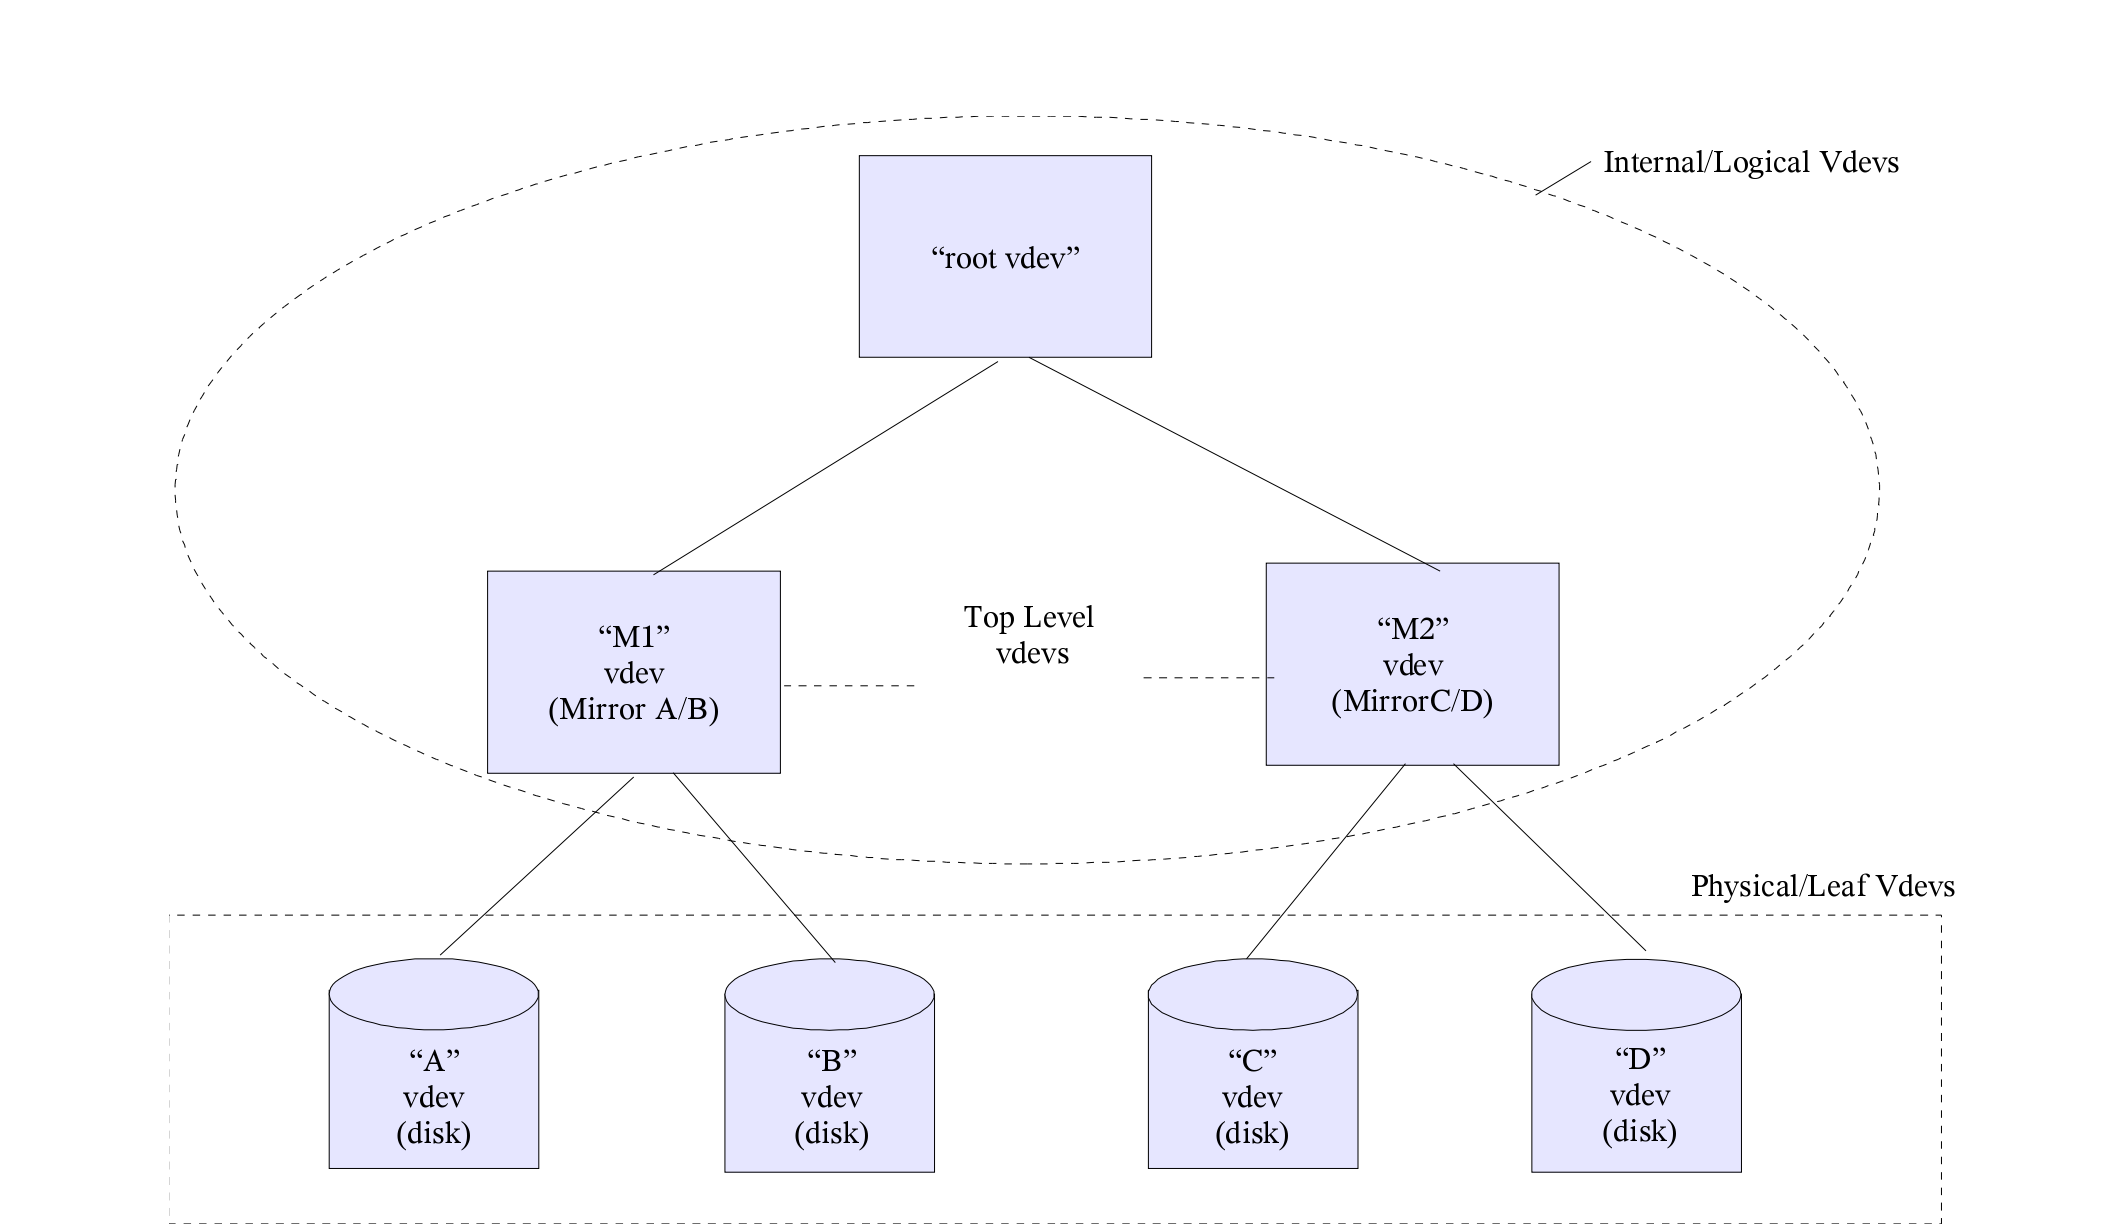 Internal/Logical Vdevs
“root vdev”
“M1”
vdev
(Mirror A/B)
Top Level
vdevs
“M2”
vdev
(MirrorC/D)
Physical/Leaf Vdevs
“A”
vdev
(disk)
“B”
vdev
(disk)
“C”
vdev
(disk)
“D”
vdev
(disk)